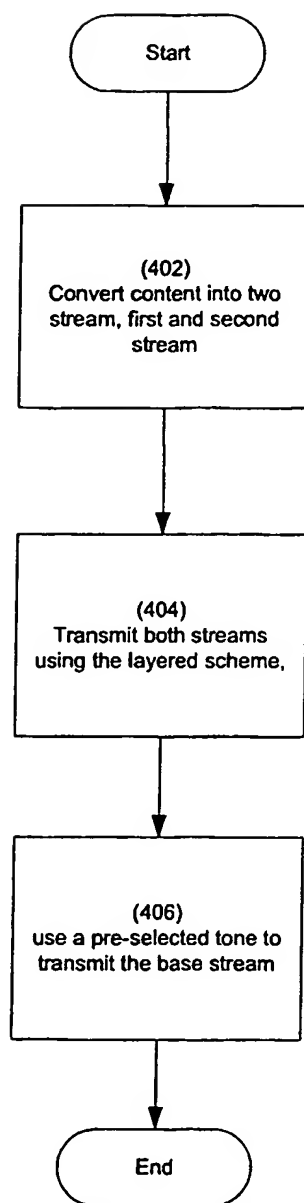 Start
(402)
Convert content into two
stream, first and second
stream
(404)
Transmit both streams
using the layered scheme,
(406)
use a pre-selected tone to
transmit the base stream
End